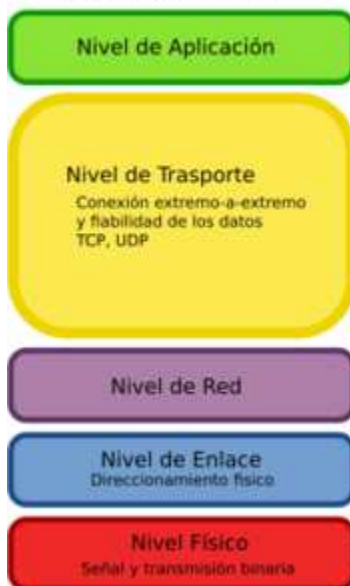 Nivel de Aplicación
Nivel de Trasporte
Conexión extremo-a-extremo
y fiabilidad de los datos
TCP, UDP
Nivel de Red
Nivel de Enlace
Direccionamiento físico
Nivel Físico
Señal y transmisión binaria